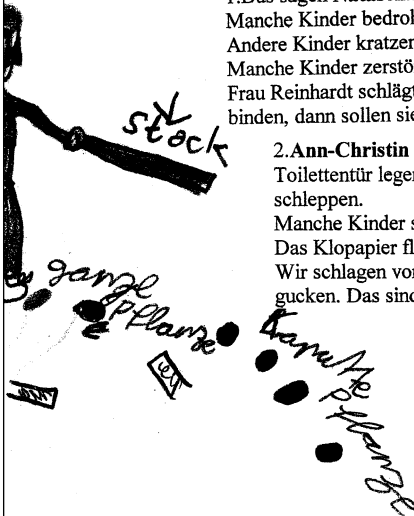 Manche Kinder bedroh
Andere Kinder kratzen
Manche Kinder zerstö
Frau Reinhardt schlägt
binden, dann sollen sie
stock
2.Ann-Christin
Toilettentür leger
schleppen.
Manche Kinder s
Das Klopapier fl
Wir schlagen vor
gucken. Das sind
ganze
Pflanze
Kaputte
Pflanze